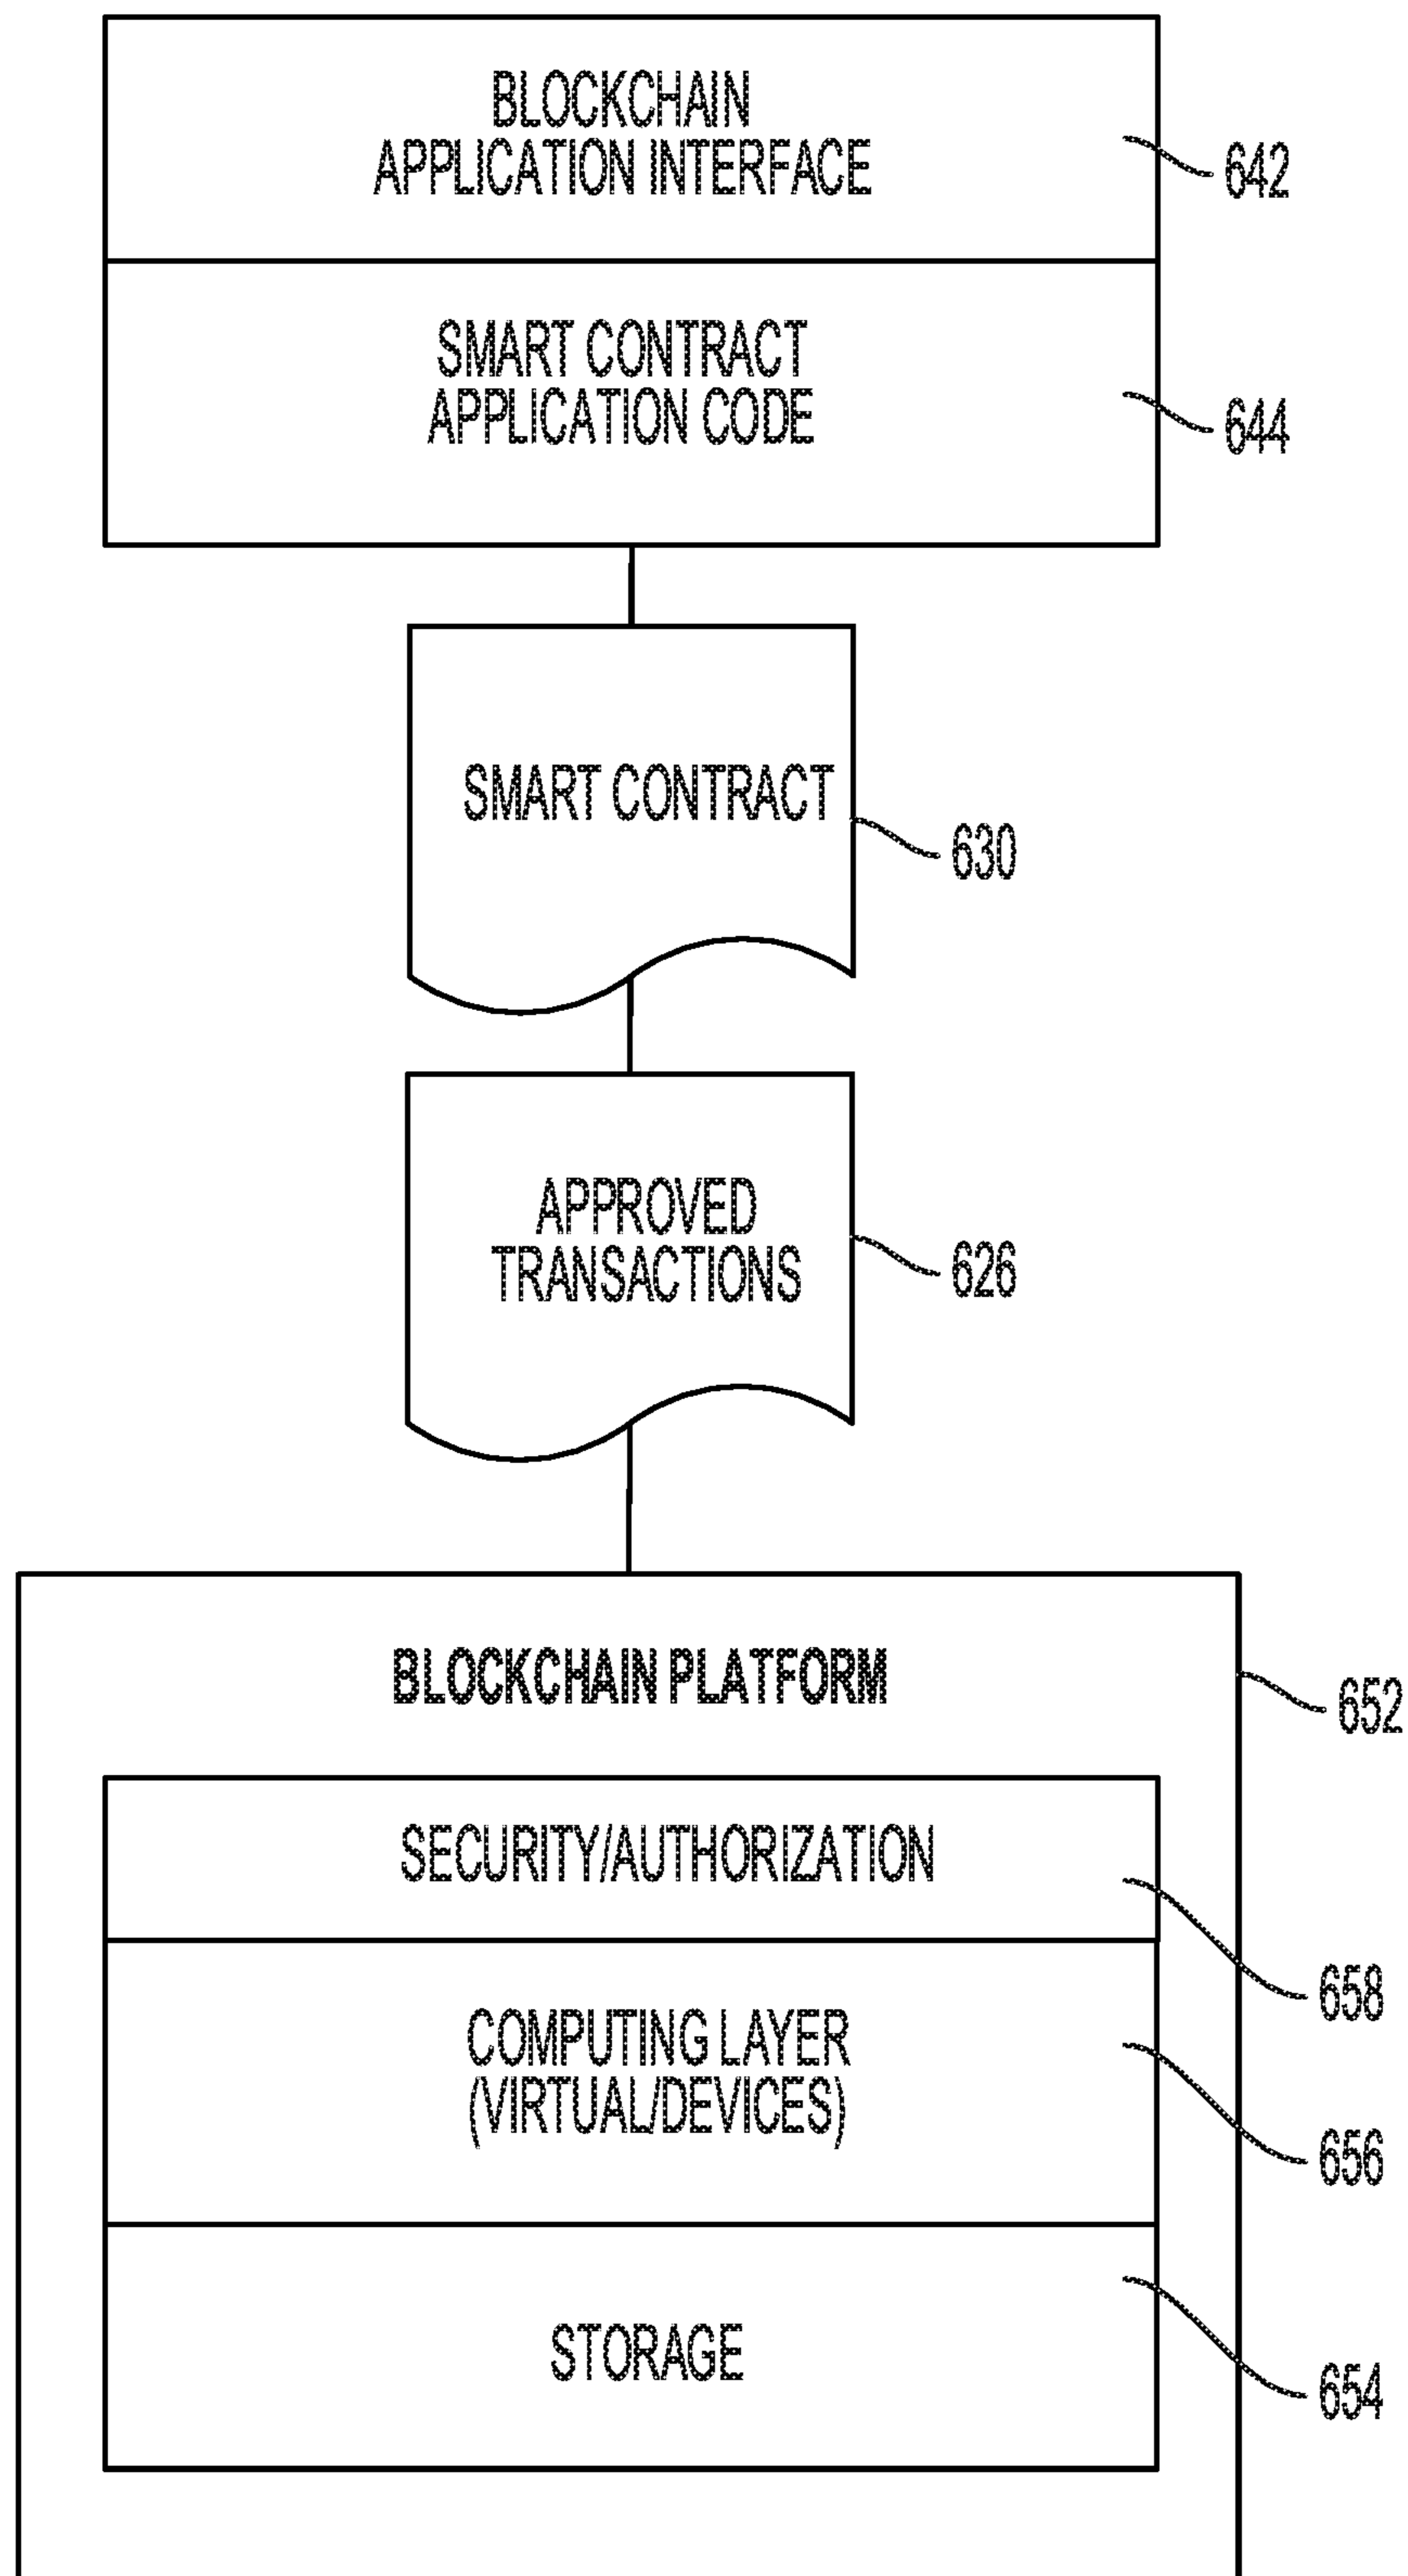 BLOCKCHAIN
APPLICATION INTERFACE
642
SMART CONTRACT
APPLICATION CODE
644
SMART CONTRACT
630
APPROVED
TRANSACTIONS
626
BLOCKCHAIN PLATFORM
652
SECURITY/AUTHORIZATION
658
COMPUTING LAYER
(VIRTUAL/DEVICES)
656
STORAGE
654